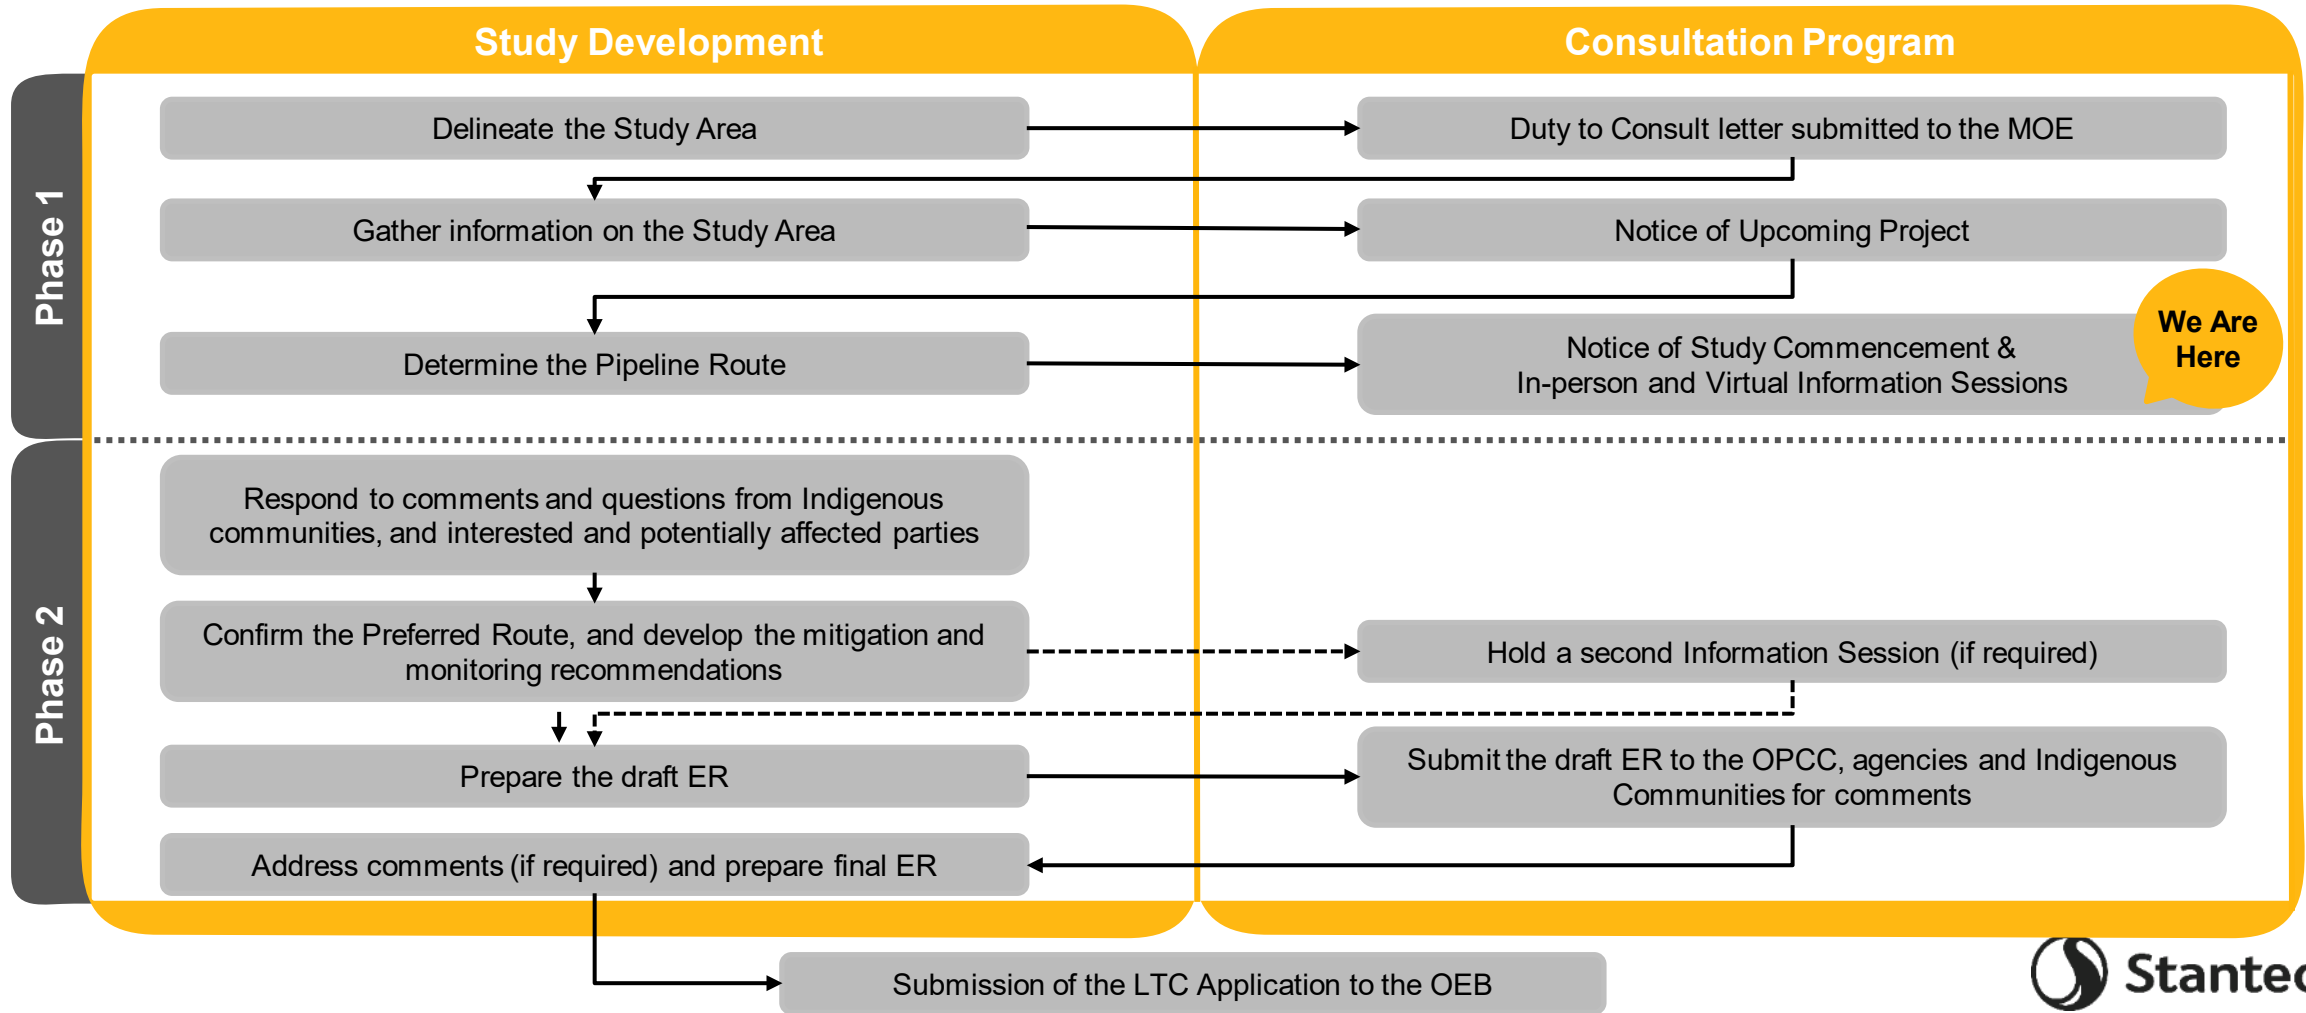 Study Development
Consultation Program
Phase 1
Delineate the Study Area
Duty to Consult letter submitted to the MOE
Gather information on the Study Area
Notice of Upcoming Project
Determine the Pipeline Route
Notice of Study Commencement &
In-person and Virtual Information Sessions
We Are
Here
Phase 2
Respond to comments and questions from Indigenous
communities, and interested and potentially affected parties
Confirm the Preferred Route, and develop the mitigation and
monitoring recommendations
Hold a second Information Session (if required)
Prepare the draft ER
Submit the draft ER to the OPCC, agencies and Indigenous
Communities for comments
Address comments (if required) and prepare final ER
Submission of the LTC Application to the OEB
Stantec